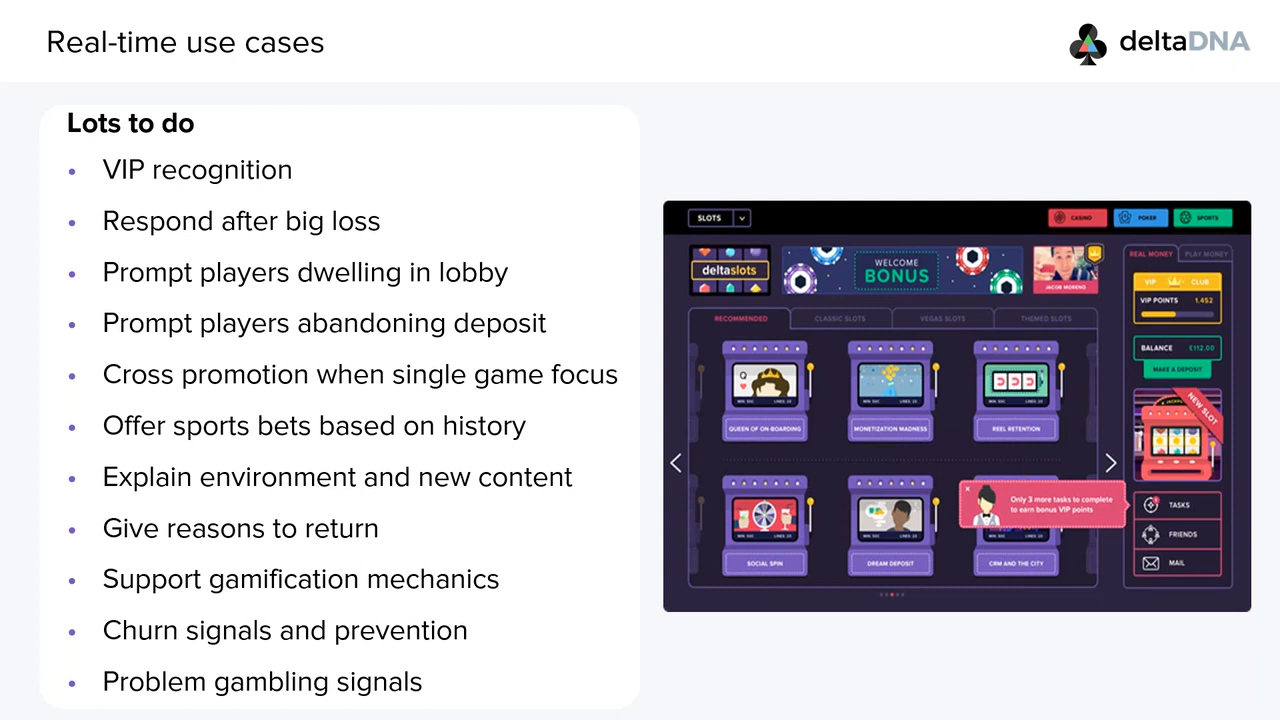 Real-time use cases
deltaDNA
Lots to do
• VIP recognition
• Respond after big loss
• Prompt players dwelling in lobby
• Prompt players abandoning deposit
• Cross promotion when single game focus
• Offer sports bets based on history
• Explain environment and new content
• Give reasons to return
• Support gamification mechanics
• Churn signals and prevention
• Problem gambling signals
SLOTS
CASINO
POKER
SPORTS
deltaslots
WELCOME
BONUS
JACOB MORENO
REAL MONEY
PLAY MONEY
VIP CLUB
VIP POINTS 1.452
RECOMMENDED
CLASSIC SLOTS
VEGAS SLOTS
THEMED SLOTS
BALANCE £112.00
MAKE A DEPOSIT
QUEEN OF ON-BOARDING
MONETIZATION MADNESS
REEL RETENTION
NEW SLOT
Only 3 more tasks to complete
to earn bonus VIP points
TASKS
FRIENDS
MAIL
SOCIAL SPIN
DREAM DEPOSIT
CRM AND THE CITY